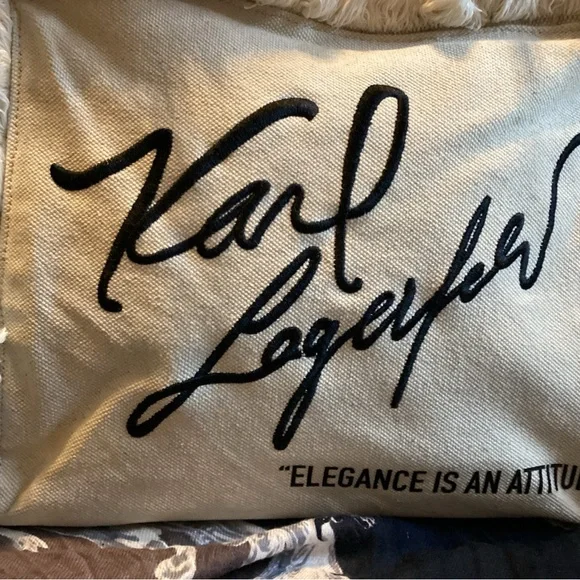 Karl
Lagerfeld
"ELEGANCE IS AN ATTITU